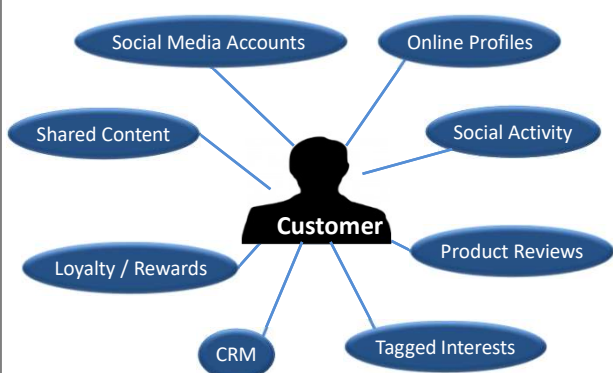 Social Media Accounts
Online Profiles
Shared Content
Social Activity
Customer
Loyalty / Rewards
Product Reviews
CRM
Tagged Interests